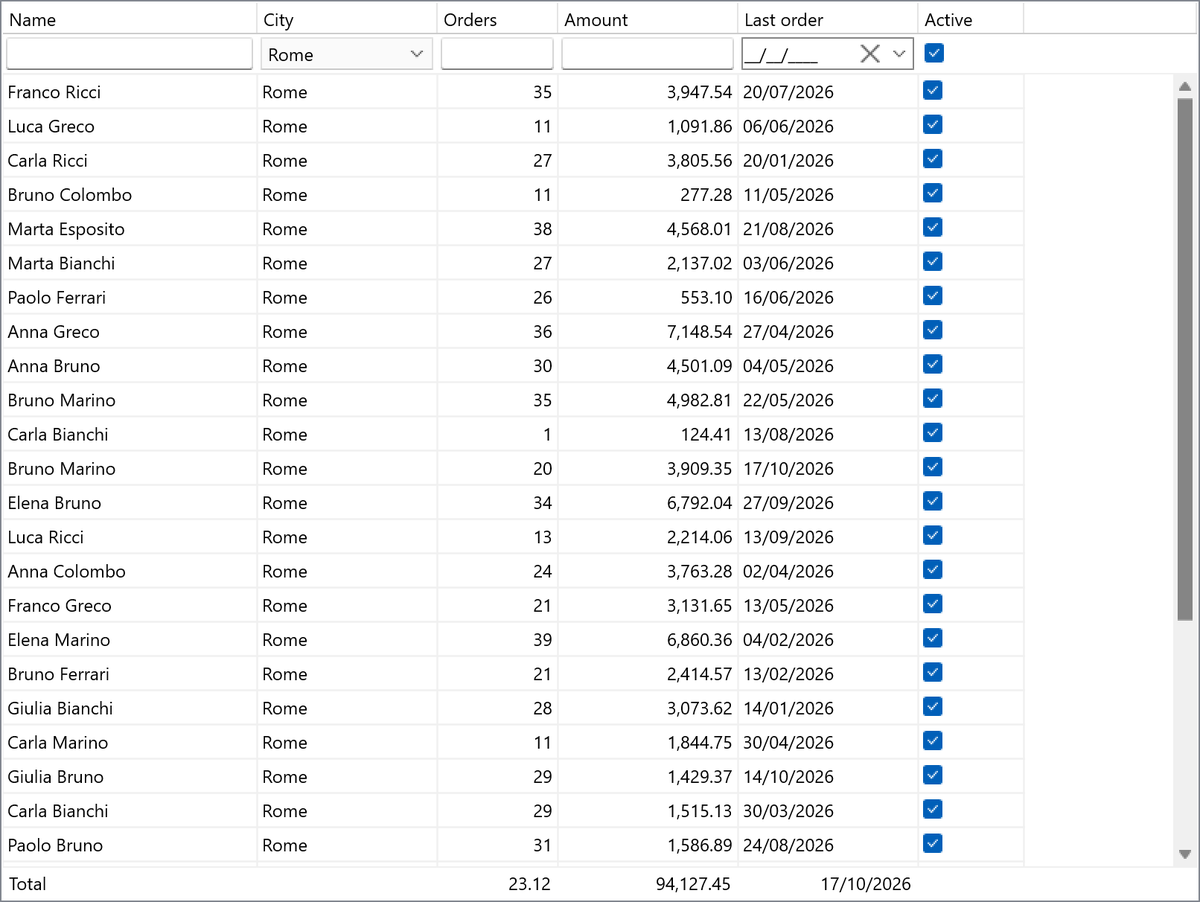 Name City Orders Amount Last order Active
Rome __/__/____
Franco Ricci Rome 35 3,947.54 20/07/2026
Luca Greco Rome 11 1,091.86 06/06/2026
Carla Ricci Rome 27 3,805.56 20/01/2026
Bruno Colombo Rome 11 277.28 11/05/2026
Marta Esposito Rome 38 4,568.01 21/08/2026
Marta Bianchi Rome 27 2,137.02 03/06/2026
Paolo Ferrari Rome 26 553.10 16/06/2026
Anna Greco Rome 36 7,148.54 27/04/2026
Anna Bruno Rome 30 4,501.09 04/05/2026
Bruno Marino Rome 35 4,982.81 22/05/2026
Carla Bianchi Rome 1 124.41 13/08/2026
Bruno Marino Rome 20 3,909.35 17/10/2026
Elena Bruno Rome 34 6,792.04 27/09/2026
Luca Ricci Rome 13 2,214.06 13/09/2026
Anna Colombo Rome 24 3,763.28 02/04/2026
Franco Greco Rome 21 3,131.65 13/05/2026
Elena Marino Rome 39 6,860.36 04/02/2026
Bruno Ferrari Rome 21 2,414.57 13/02/2026
Giulia Bianchi Rome 28 3,073.62 14/01/2026
Carla Marino Rome 11 1,844.75 30/04/2026
Giulia Bruno Rome 29 1,429.37 14/10/2026
Carla Bianchi Rome 29 1,515.13 30/03/2026
Paolo Bruno Rome 31 1,586.89 24/08/2026
Total 23.12 94,127.45 17/10/2026